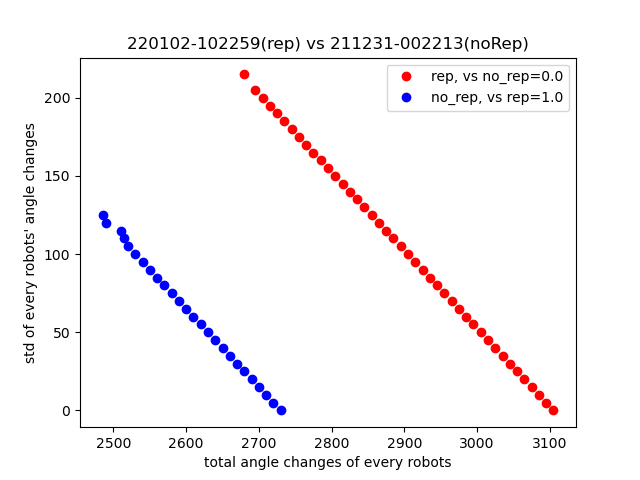 220102-102259(rep) vs 211231-002213(noRep)
rep, vs no_rep=0.0
no_rep, vs rep=1.0
std of every robots' angle changes
200
150
100
50
0
2500 2600 2700 2800 2900 3000 3100
total angle changes of every robots